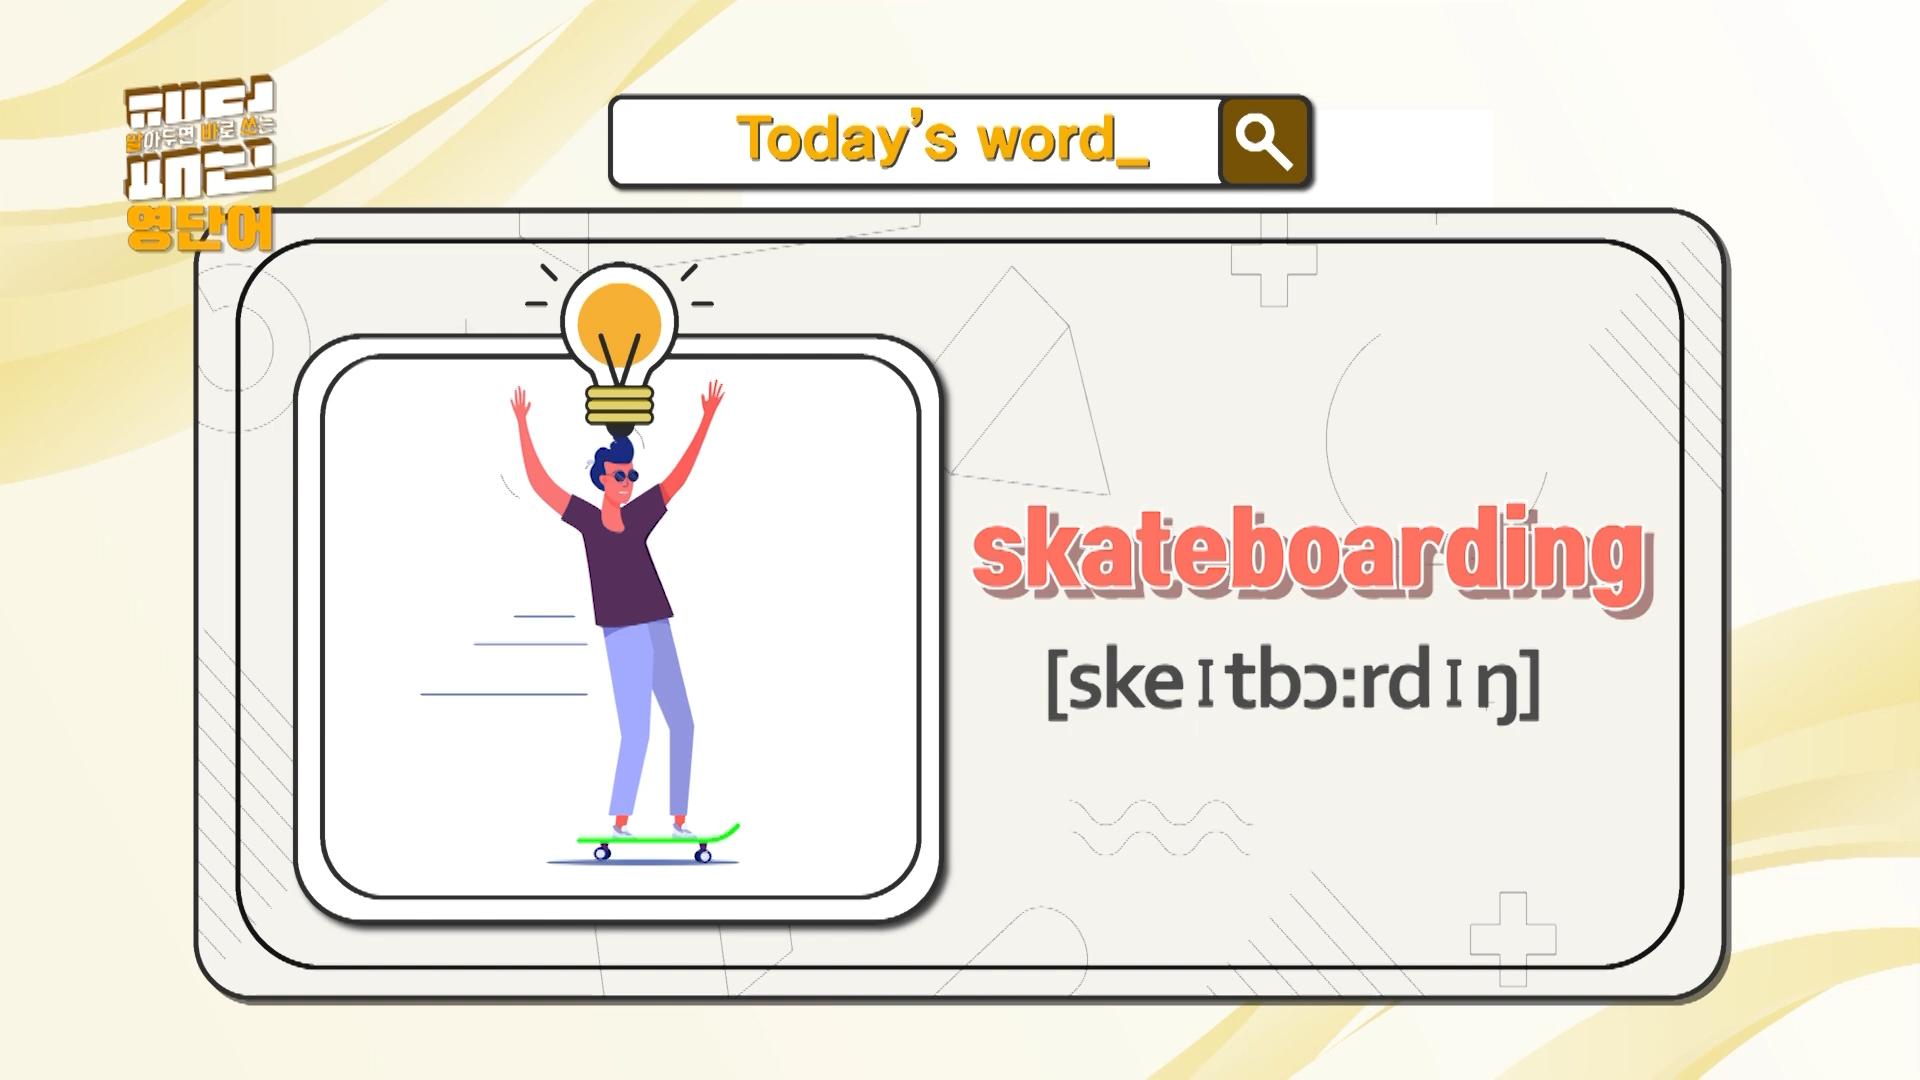 알아두면 바로 쓰는
패턴
영단어
Today's word_
skateboarding
[skeɪtbɔ:rdɪŋ]